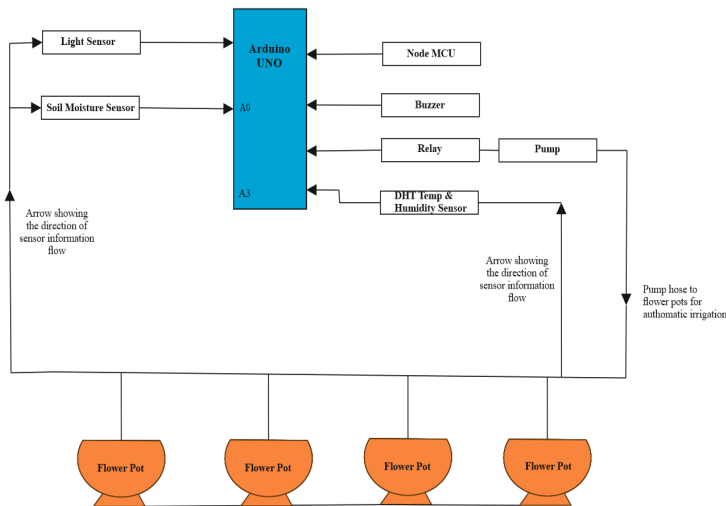 Light Sensor
Arduino
UNO
Node MCU
Soil Moisture Sensor
A0
Buzzer
Relay
Pump
A3
DHT Temp &
Humidity Sensor
Arrow showing
the direction of
sensor information
flow
Arrow showing
the direction of
sensor information
flow
Pump hose to
flower pots for
authomatic irrigation
Flower Pot
Flower Pot
Flower Pot
Flower Pot